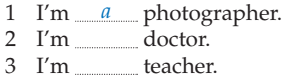 1 I'm a photographer.
2 I'm ........ doctor.
3 I'm ........ teacher.